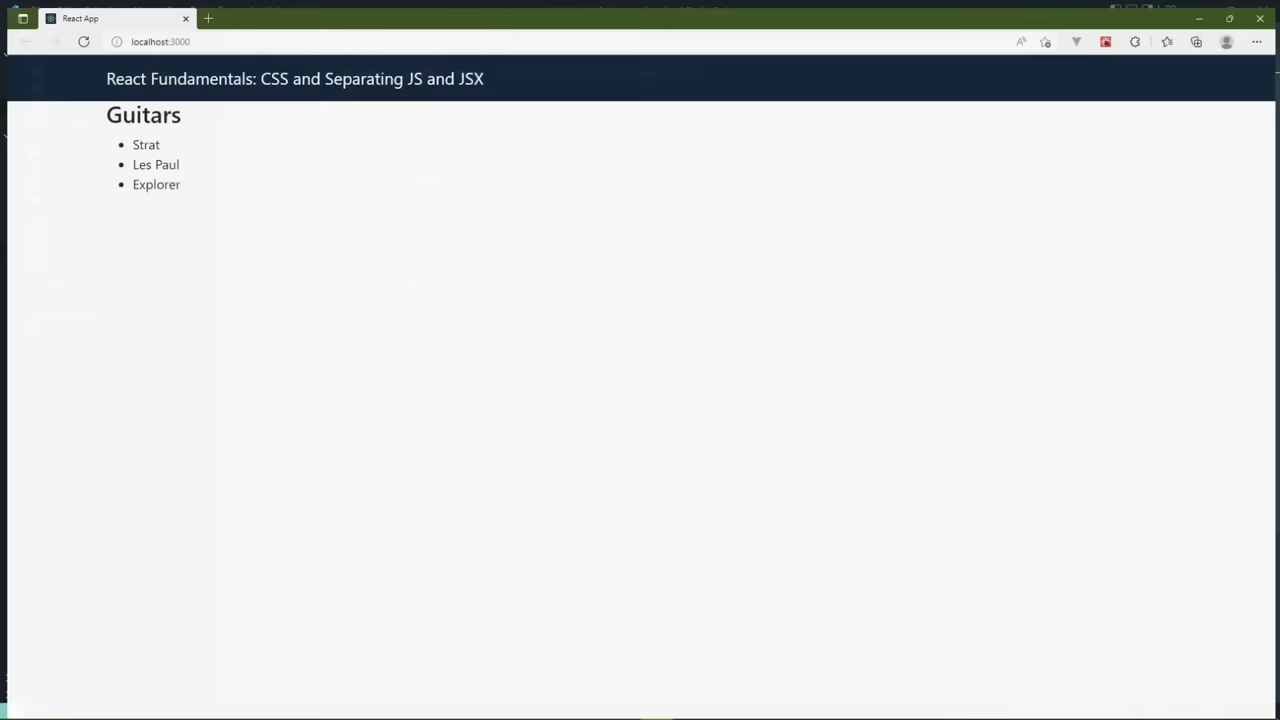 React App
localhost:3000
React Fundamentals: CSS and Separating JS and JSX
Guitars
Strat
Les Paul
Explorer